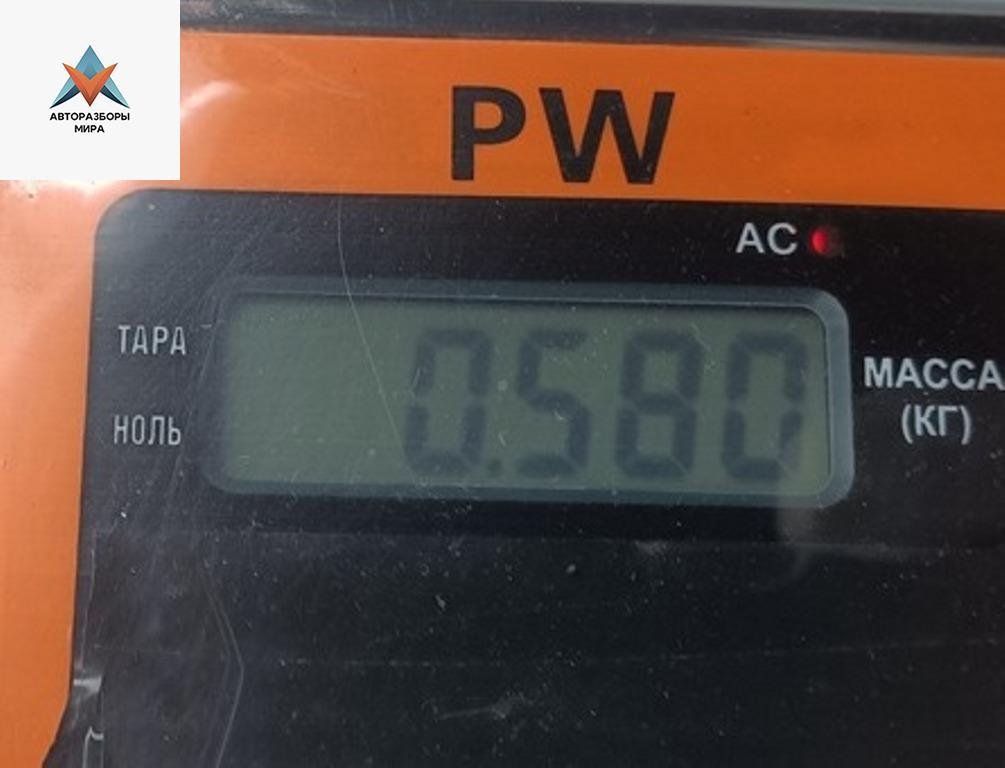 АВТОРАЗБОРЫ
МИРА
PW
AC
ТАРА
0.580
МАССА
(КГ)
НОЛЬ